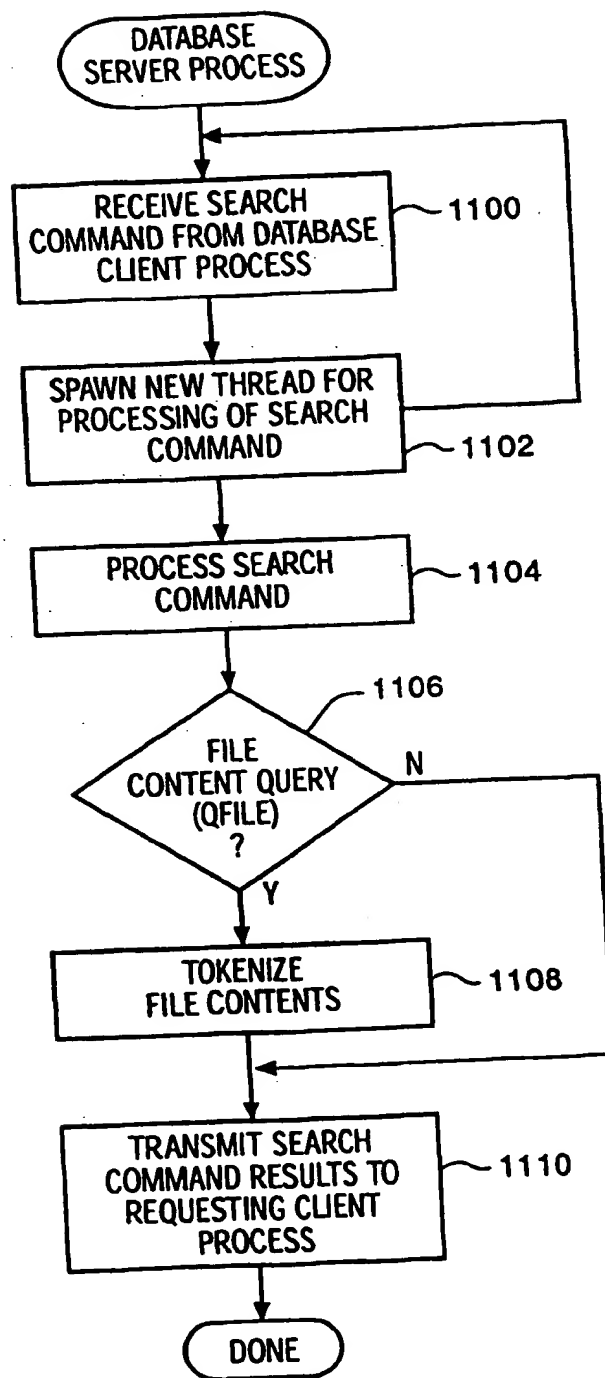 DATABASE
SERVER PROCESS
RECEIVE SEARCH
COMMAND FROM DATABASE
CLIENT PROCESS
1100
SPAWN NEW THREAD FOR
PROCESSING OF SEARCH
COMMAND
1102
PROCESS SEARCH
COMMAND
1104
1106
FILE
CONTENT QUERY
(QFILE)
?
N
Y
TOKENIZE
FILE CONTENTS
1108
TRANSMIT SEARCH
COMMAND RESULTS TO
REQUESTING CLIENT
PROCESS
1110
DONE